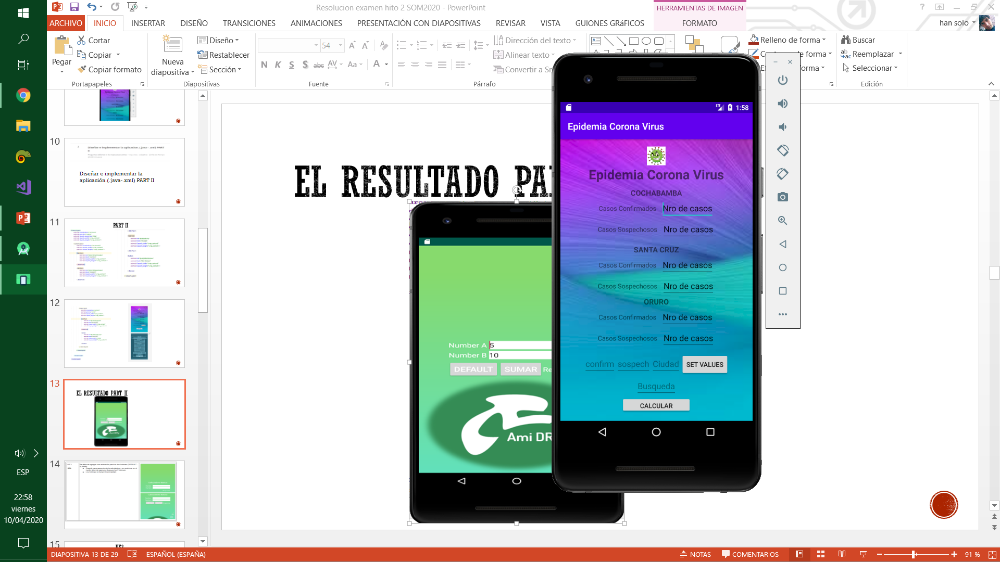 Resolucion examen hito 2 SOM2020 - PowerPoint
HERRAMIENTAS DE IMAGEN
ARCHIVO INICIO INSERTAR DISEÑO TRANSICIONES ANIMACIONES PRESENTACIÓN CON DIAPOSITIVAS REVISAR VISTA GUIONES GRáFICOS FORMATO
han solo
Pegar
Cortar
Copiar
Copiar formato
Portapapeles
Nueva diapositiva
Diseño
Restablecer
Sección
Diapositivas
54
N K S S abc AV Aa A
Fuente
Dirección del texto
Alinear texto
Convertir a Sm
Párrafo
Relleno de forma
forma
forma
Buscar
Reemplazar
Seleccionar
Edición
10
Diseñar e implementar la
aplicación.(.java-.xml) PART II
11
PART II
12
13
EL RESULTADO PART II
14
15
EL RESULTADO PA
Number A 5
Number B 10
DEFAULT SUMAR Re
Ami DR
LTE 1:58
Epidemia Corona Virus
Epidemia Corona Virus
COCHABAMBA
Casos Confirmados Nro de casos
Casos Sospechosos Nro de casos
SANTA CRUZ
Casos Confirmados Nro de casos
Casos Sospechosos Nro de casos
ORURO
Casos Confirmados Nro de casos
Casos Sospechosos Nro de casos
confirm sospech Ciudad SET VALUES
Busqueda
CALCULAR
ESP
22:58
viernes
10/04/2020
DIAPOSITIVA 13 DE 29 ESPAÑOL (ESPAÑA) NOTAS COMENTARIOS 91 %